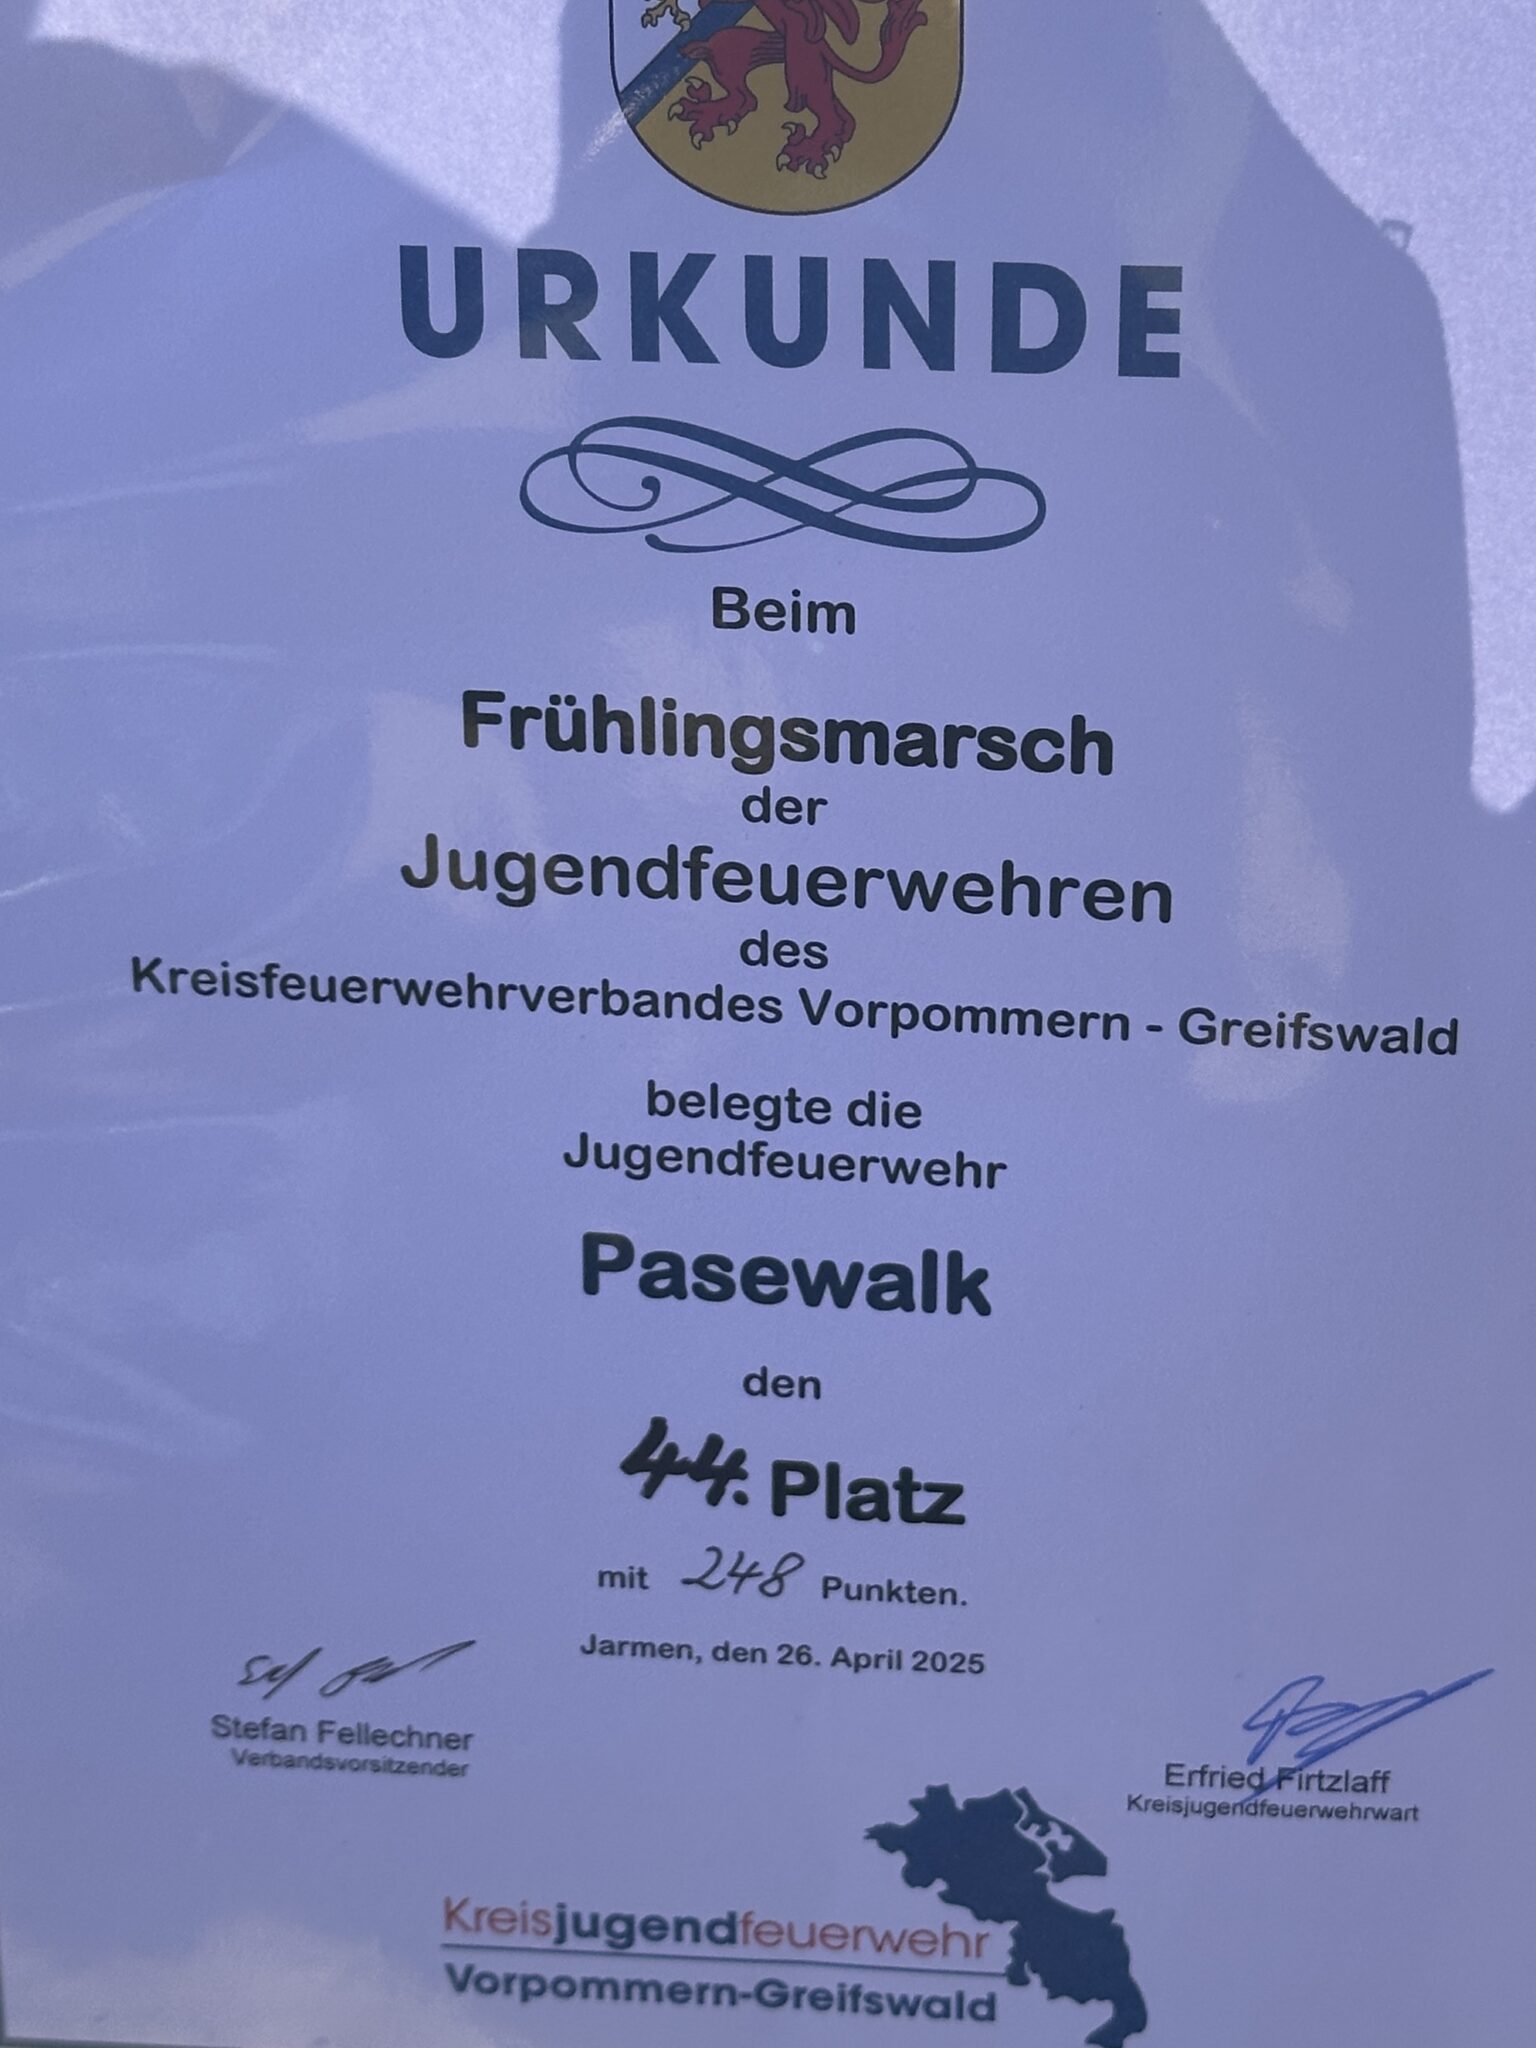 URKUNDE
Beim
Frühlingsmarsch
der
Jugendfeuerwehren
des
Kreisfeuerwehrverbandes Vorpommern - Greifswald
belegte die
Jugendfeuerwehr
Pasewalk
den
44. Platz
mit 248 Punkten.
Jarmen, den 26. April 2025
Stefan Fellechner
Verbandsvorsitzender
Erfried Firtzlaff
Kreisjugendfeuerwehrwart
Kreisjugendfeuerwehr
Vorpommern-Greifswald